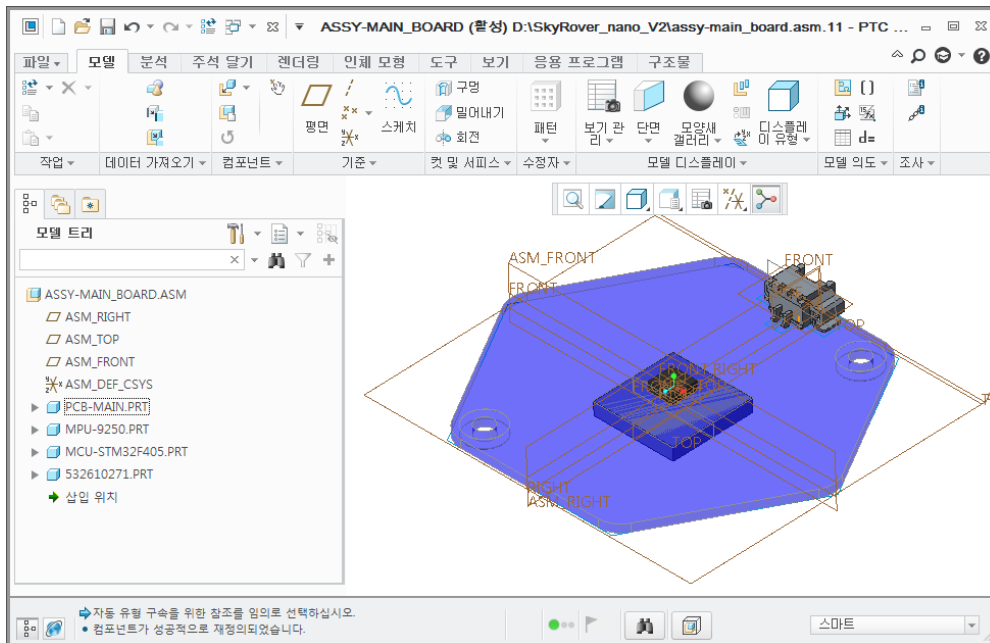 ASSY-MAIN_BOARD (활성) D:\SkyRover_nano_V2\assy-main_board.asm.11 - PTC ...
파일 모델 분석 주석 달기 렌더링 인체 모형 도구 보기 응용 프로그램 구조물
평면
스케치
구멍
밀어내기
회전
패턴
보기 관리
단면
모양새 갤러리
디스플레이 유형
d=
작업 데이터 가져오기 컴포넌트 기준 컷 및 서피스 수정자 모델 디스플레이 모델 의도 조사
모델 트리
ASSY-MAIN_BOARD.ASM
ASM_RIGHT
ASM_TOP
ASM_FRONT
ASM_DEF_CSYS
PCB-MAIN.PRT
MPU-9250.PRT
MCU-STM32F405.PRT
532610271.PRT
삽입 위치
ASM_FRONT
FRONT
FRONT
TOP
FRONT
RIGHT
TOP
TOP
RIGHT
ASM_RIGHT
자동 유형 구속을 위한 참조를 임의로 선택하십시오.
컴포넌트가 성공적으로 재정의되었습니다.
스마트